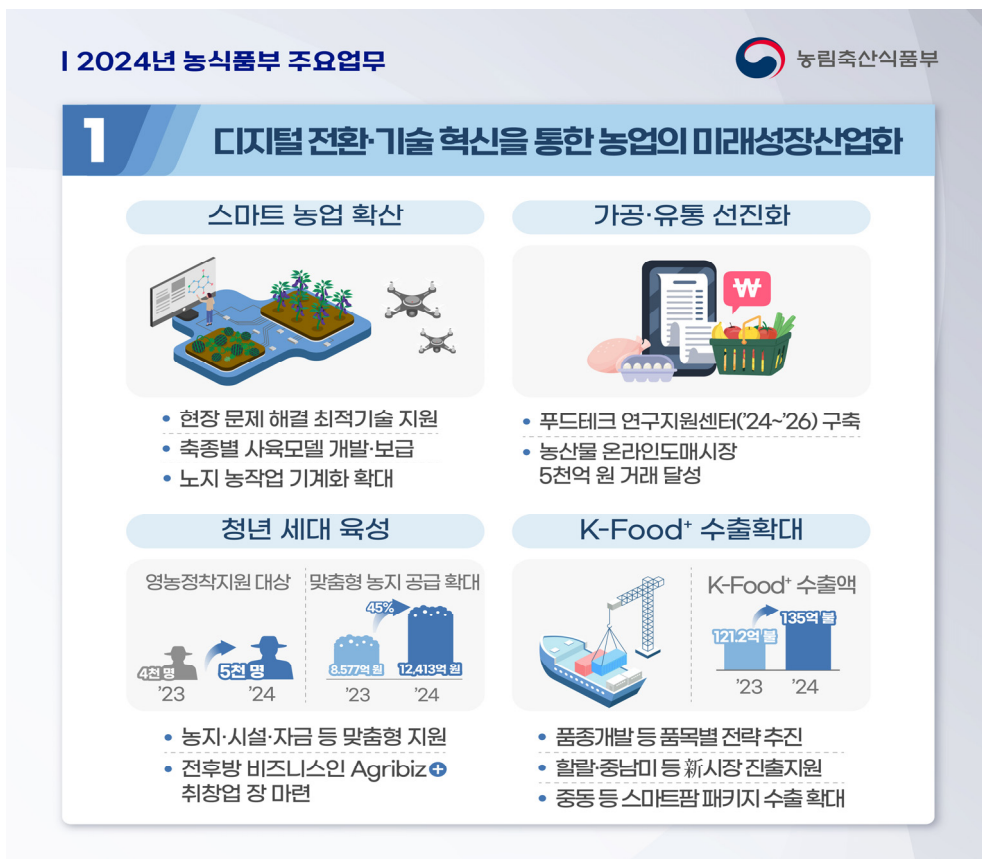 | 2024년 농식품부 주요업무
농림축산식품부
1
디지털 전환·기술 혁신을 통한 농업의 미래성장산업화
스마트 농업 확산
• 현장 문제 해결 최적기술 지원
• 축종별 사육모델 개발·보급
• 노지 농작업 기계화 확대
가공·유통 선진화
₩
• 푸드테크 연구지원센터('24~'26) 구축
• 농산물 온라인도매시장
5천억 원 거래 달성
청년 세대 육성
영농정착지원 대상
4천 명
5천 명
'23
'24
맞춤형 농지 공급 확대
45%
8.577억 원
12,413억 원
'23
'24
• 농지·시설·자금 등 맞춤형 지원
• 전후방 비즈니스인 Agribiz+
취창업 장 마련
K-Food+ 수출확대
K-Food+ 수출액
121.2억 불
135억 불
'23
'24
• 품종개발 등 품목별 전략 추진
• 할랄·중남미 등 新시장 진출지원
• 중동 등 스마트팜 패키지 수출 확대